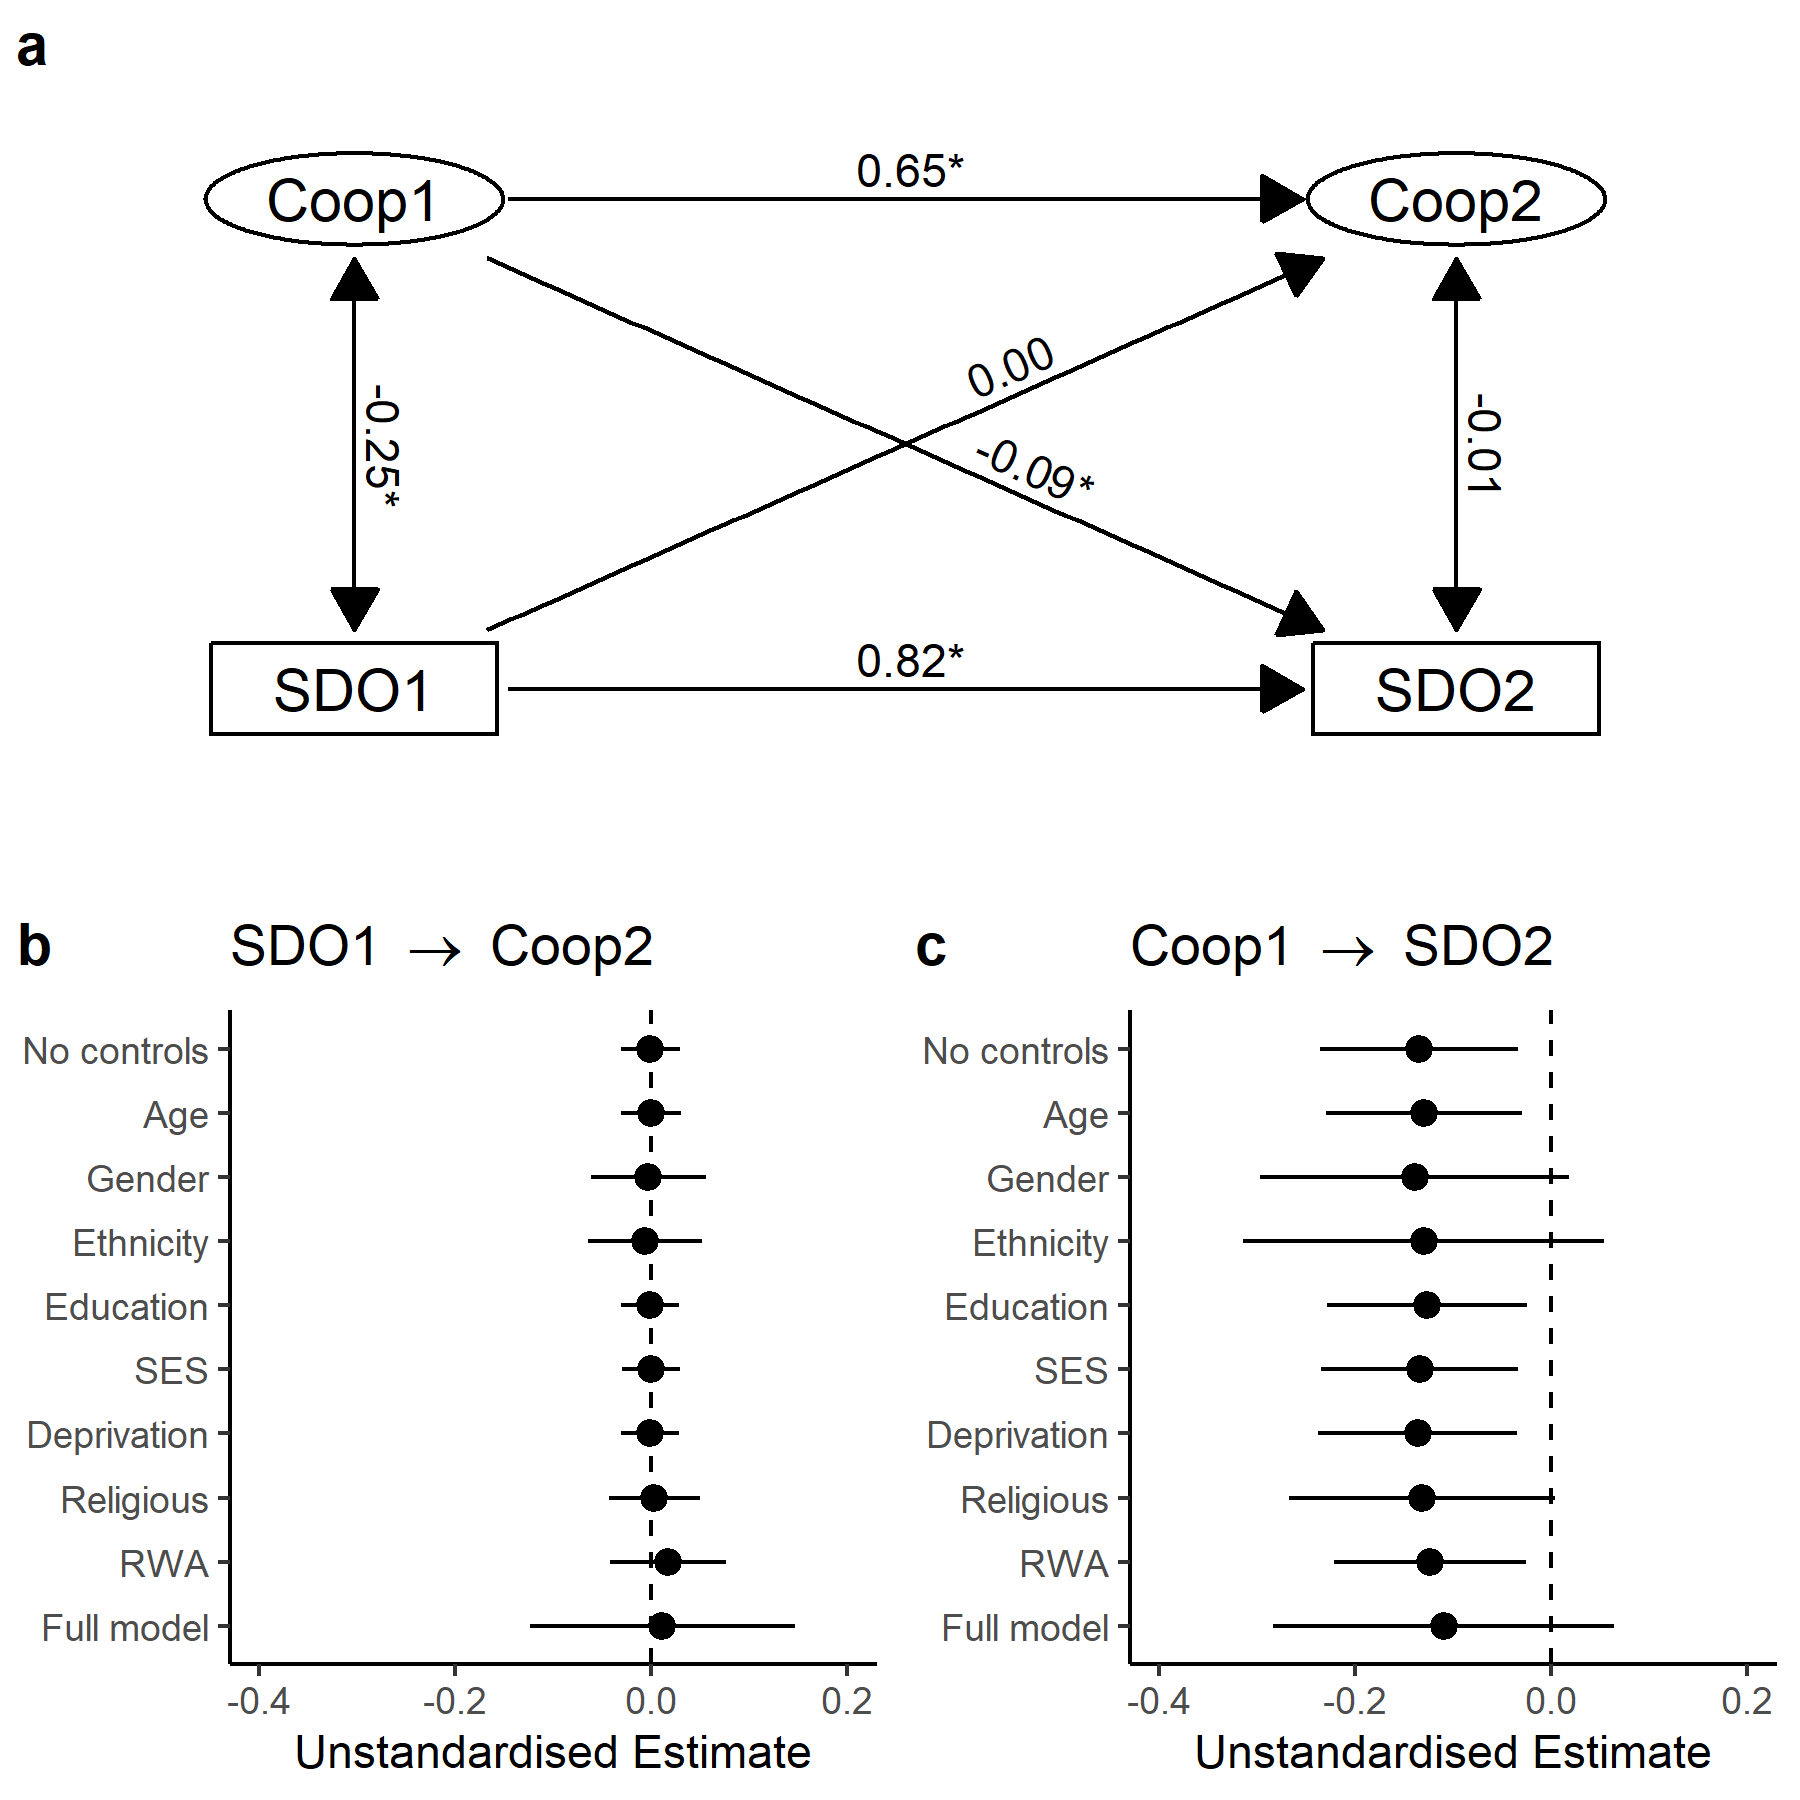 a
Coop1
0.65*
Coop2
0.00
-0.25*
-0.09*
-0.01
SDO1
0.82*
SDO2
b
SDO1 → Coop2
No controls
Age
Gender
Ethnicity
Education
SES
Deprivation
Religious
RWA
Full model
-0.4 -0.2 0.0 0.2
Unstandardised Estimate
c
Coop1 → SDO2
No controls
Age
Gender
Ethnicity
Education
SES
Deprivation
Religious
RWA
Full model
-0.4 -0.2 0.0 0.2
Unstandardised Estimate